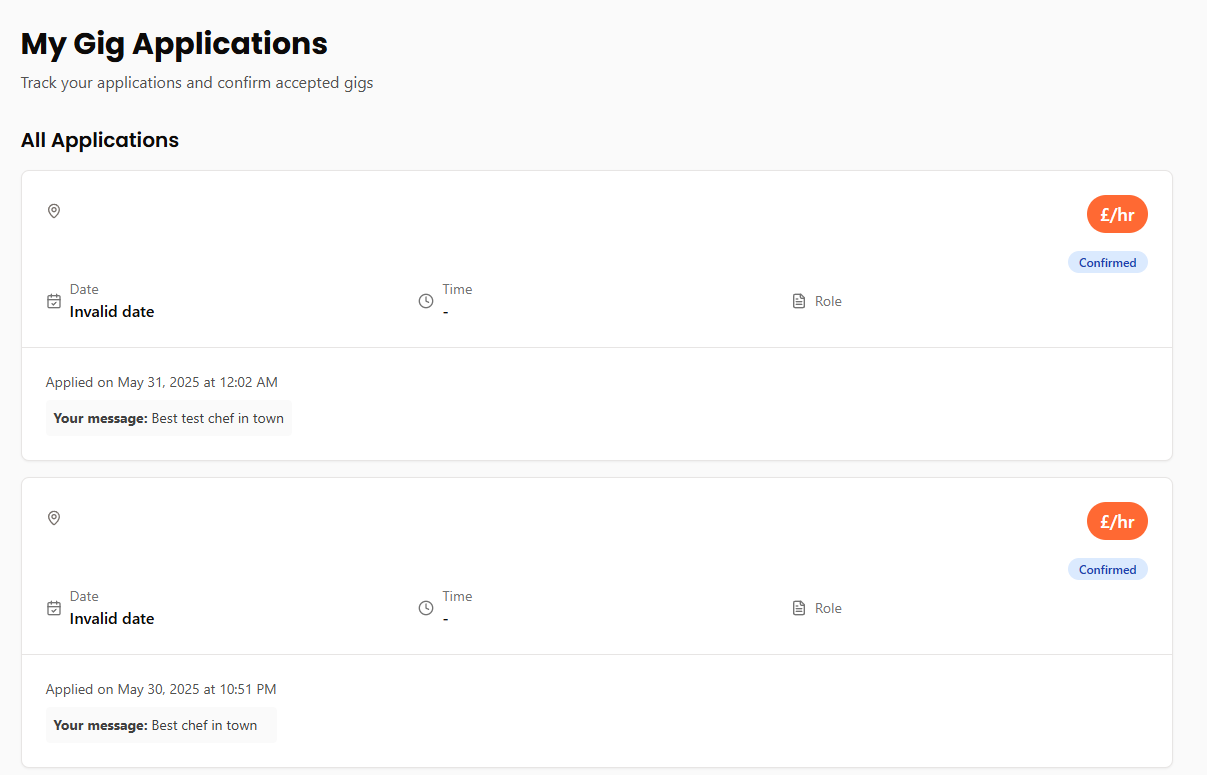 My Gig Applications
Track your applications and confirm accepted gigs
All Applications
£/hr
Confirmed
Date
Invalid date
Time
-
Role
Applied on May 31, 2025 at 12:02 AM
Your message: Best test chef in town
£/hr
Confirmed
Date
Invalid date
Time
-
Role
Applied on May 30, 2025 at 10:51 PM
Your message: Best chef in town